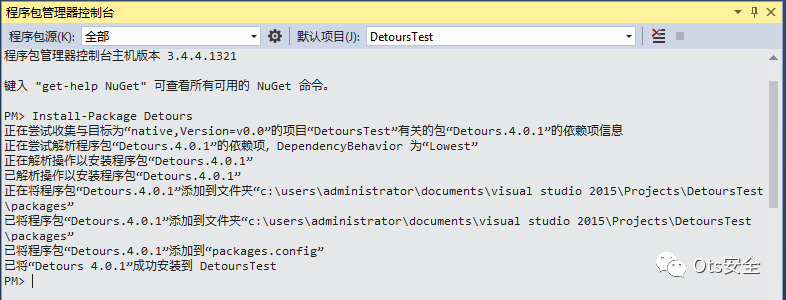 程序包管理器控制台
程序包源(K): 全部 默认项目(J): DetoursTest
程序包管理器控制台主机版本 3.4.4.1321
键入 "get-help NuGet" 可查看所有可用的 NuGet 命令。
PM> Install-Package Detours
正在尝试收集与目标为“native,Version=v0.0”的项目“DetoursTest”有关的包“Detours.4.0.1”的依赖项信息
正在尝试解析程序包“Detours.4.0.1”的依赖项，DependencyBehavior 为“Lowest”
正在解析操作以安装程序包“Detours.4.0.1”
已解析操作以安装程序包“Detours.4.0.1”
正在将程序包“Detours.4.0.1”添加到文件夹“c:\users\administrator\documents\visual studio 2015\Projects\DetoursTest
\packages”
已将程序包“Detours.4.0.1”添加到文件夹“c:\users\administrator\documents\visual studio 2015\Projects\DetoursTest
\packages”
已将程序包“Detours.4.0.1”添加到“packages.config”
已将“Detours 4.0.1”成功安装到 DetoursTest
PM>
Ots安全